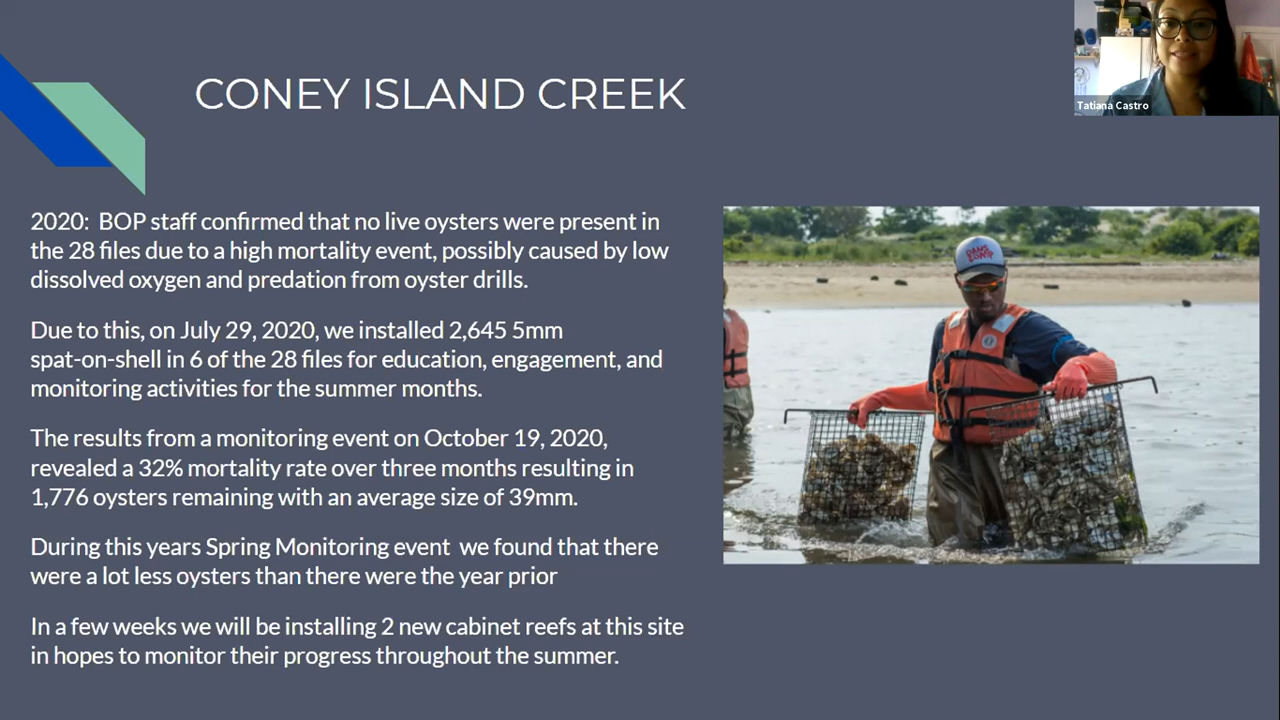 CONEY ISLAND CREEK
Tatiana Castro
2020:  BOP staff confirmed that no live oysters were present in
the 28 files due to a high mortality event, possibly caused by low
dissolved oxygen and predation from oyster drills.
Due to this, on July 29, 2020, we installed 2,645 5mm
spat-on-shell in 6 of the 28 files for education, engagement, and
monitoring activities for the summer months.
The results from a monitoring event on October 19, 2020,
revealed a 32% mortality rate over three months resulting in
1,776 oysters remaining with an average size of 39mm.
During this years Spring Monitoring event  we found that there
were a lot less oysters than there were the year prior
In a few weeks we will be installing 2 new cabinet reefs at this site
in hopes to monitor their progress throughout the summer.